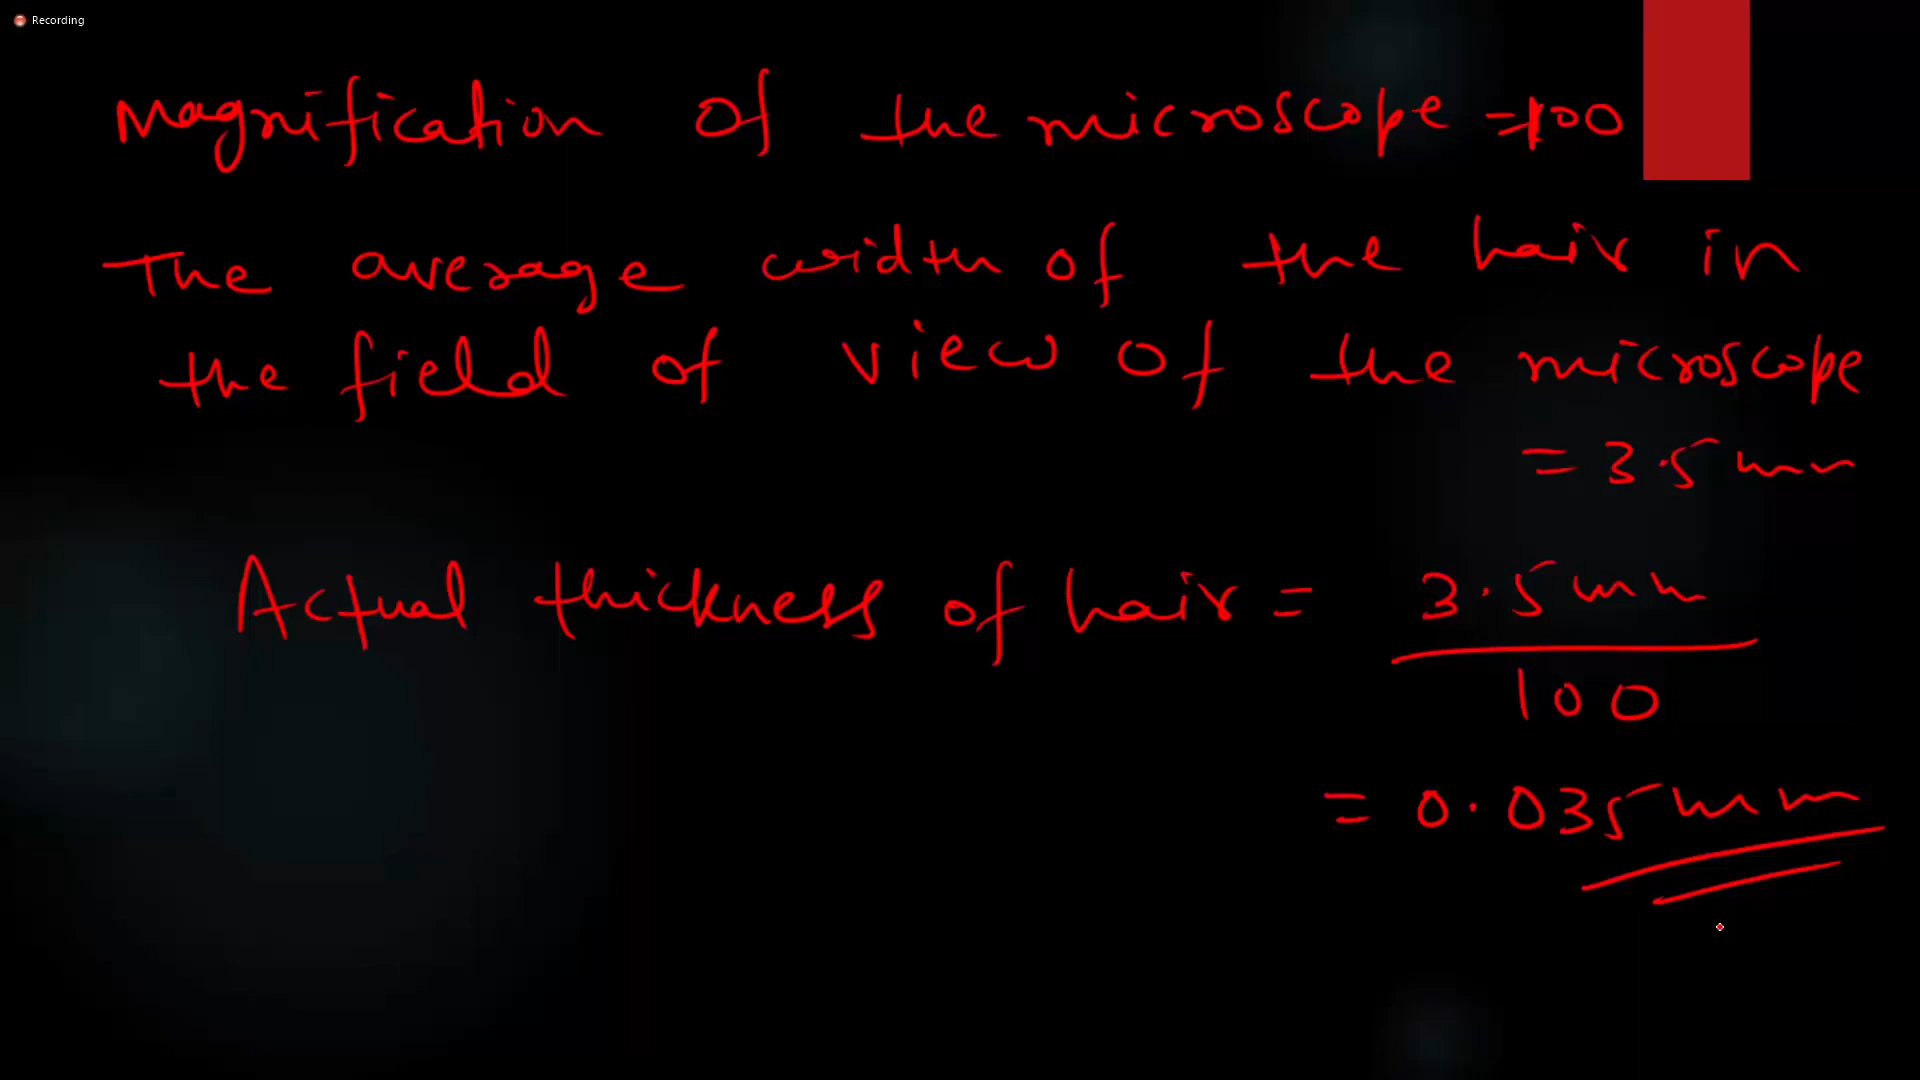 Recording
Magnification of the microscope = 100
The average width of the hair in
the field of view of the microscope
= 3.5 mm
Actual thickness of hair = 3.5 mm
100
= 0.035 mm